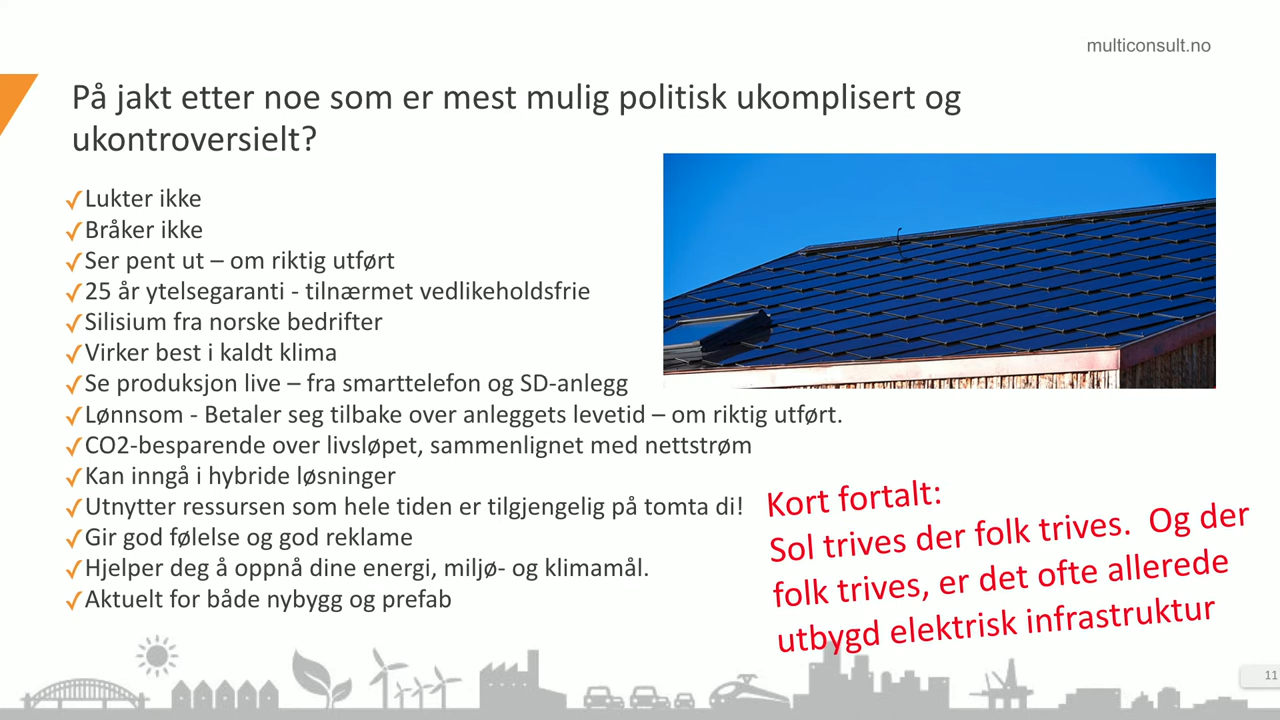 multiconsult.no
På jakt etter noe som er mest mulig politisk ukomplisert og
ukontroversielt?
✓Lukter ikke
✓Bråker ikke
✓Ser pent ut – om riktig utført
✓25 år ytelsegaranti - tilnærmet vedlikeholdsfrie
✓Silisium fra norske bedrifter
✓Virker best i kaldt klima
✓Se produksjon live – fra smarttelefon og SD-anlegg
✓Lønnsom - Betaler seg tilbake over anleggets levetid – om riktig utført.
✓CO2-besparende over livsløpet, sammenlignet med nettstrøm
✓Kan inngå i hybride løsninger
✓Utnytter ressursen som hele tiden er tilgjengelig på tomta di!
✓Gir god følelse og god reklame
✓Hjelper deg å oppnå dine energi, miljø- og klimamål.
✓Aktuelt for både nybygg og prefab
Kort fortalt:
Sol trives der folk trives. Og der
folk trives, er det ofte allerede
utbygd elektrisk infrastruktur
11